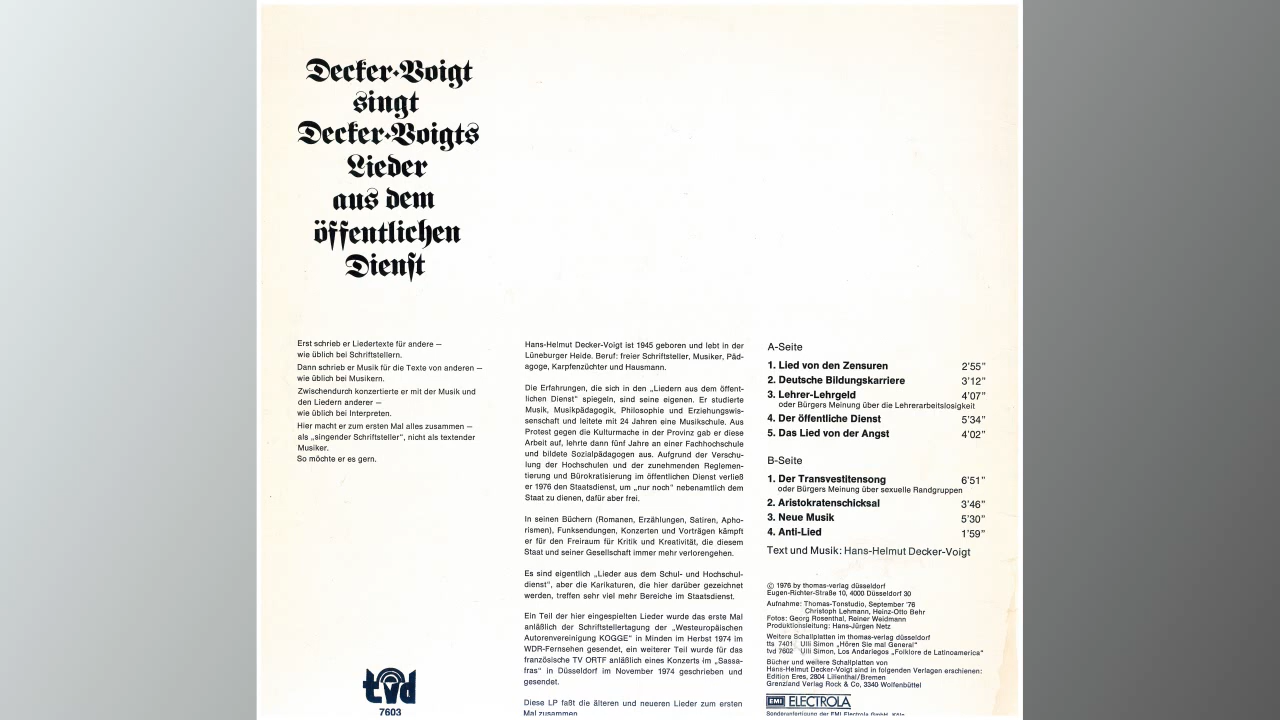 Decker-Voigt
singt
Decker-Voigts
Lieder
aus dem
öffentlichen
Dienst
Erst schrieb er Liedertexte für andere —
wie üblich bei Schriftstellern.
Dann schrieb er Musik für die Texte von anderen —
wie üblich bei Musikern.
Zwischendurch konzertierte er mit der Musik und
den Liedern anderer —
wie üblich bei Interpreten.
Hier macht er zum ersten Mal alles zusammen —
als „singender Schriftsteller", nicht als textender
Musiker.
So möchte er es gern.
tvd
7603
Hans-Helmut Decker-Voigt ist 1945 geboren und lebt in der
Lüneburger Heide. Beruf: freier Schriftsteller, Musiker, Päd-
agoge, Karpfenzüchter und Hausmann.
Die Erfahrungen, die sich in den „Liedern aus dem öffent-
lichen Dienst" spiegeln, sind seine eigenen. Er studierte
Musik, Musikpädagogik, Philosophie und Erziehungswis-
senschaft und leitete mit 24 Jahren eine Musikschule. Aus
Protest gegen die Kulturmache in der Provinz gab er diese
Arbeit auf, lehrte dann fünf Jahre an einer Fachhochschule
und bildete Sozialpädagogen aus. Aufgrund der Verschu-
lung der Hochschulen und der zunehmenden Reglemen-
tierung und Bürokratisierung im öffentlichen Dienst verließ
er 1976 den Staatsdienst, um „nur noch" nebenamtlich dem
Staat zu dienen, dafür aber frei.
In seinen Büchern (Romanen, Erzählungen, Satiren, Apho-
rismen), Funksendungen, Konzerten und Vorträgen kämpft
er für den Freiraum für Kritik und Kreativität, die diesem
Staat und seiner Gesellschaft immer mehr verlorengehen.
Es sind eigentlich „Lieder aus dem Schul- und Hochschul-
dienst", aber die Karikaturen, die hier darüber gezeichnet
werden, treffen sehr viel mehr Bereiche im Staatsdienst.
Ein Teil der hier eingespielten Lieder wurde das erste Mal
anläßlich der Schriftstellertagung der „Westeuropäischen
Autorenvereinigung KOGGE" in Minden im Herbst 1974 im
WDR-Fernsehen gesendet, ein weiterer Teil wurde für das
französische TV ORTF anläßlich eines Konzerts im „Sassa-
fras" in Düsseldorf im November 1974 geschrieben und
gesendet.
Diese LP faßt die älteren und neueren Lieder zum ersten
Mal zusammen.
A-Seite
1. Lied von den Zensuren 2'55"
2. Deutsche Bildungskarriere 3'12"
3. Lehrer-Lehrgeld 4'07"
oder Bürgers Meinung über die Lehrerarbeitslosigkeit
4. Der öffentliche Dienst 5'34"
5. Das Lied von der Angst 4'02"
B-Seite
1. Der Transvestitensong 6'51"
oder Bürgers Meinung über sexuelle Randgruppen
2. Aristokratenschicksal 3'46"
3. Neue Musik 5'30"
4. Anti-Lied 1'59"
Text und Musik: Hans-Helmut Decker-Voigt
℗ 1976 by thomas-verlag düsseldorf
Eugen-Richter-Straße 10, 4000 Düsseldorf 30
Aufnahme: Thomas-Tonstudio, September '76
Christoph Lehmann, Heinz-Otto Behr
Fotos: Georg Rosenthal, Reiner Weidmann
Produktionsleitung: Hans-Jürgen Netz
Weitere Schallplatten im thomas-verlag düsseldorf
tts 7401 Ulli Simon „Hören Sie mal General"
tvd 7602 Ulli Simon, Los Andariegos „Folklore de Latinoamerica"
Bücher und weitere Schallplatten von
Hans-Helmut Decker-Voigt sind in folgenden Verlagen erschienen:
Edition Eres, 2804 Lilienthal/Bremen
Grenzland Verlag Rock & Co, 3340 Wolfenbüttel
EMI ELECTROLA
Sonderanfertigung der EMI Electrola GmbH, Köln